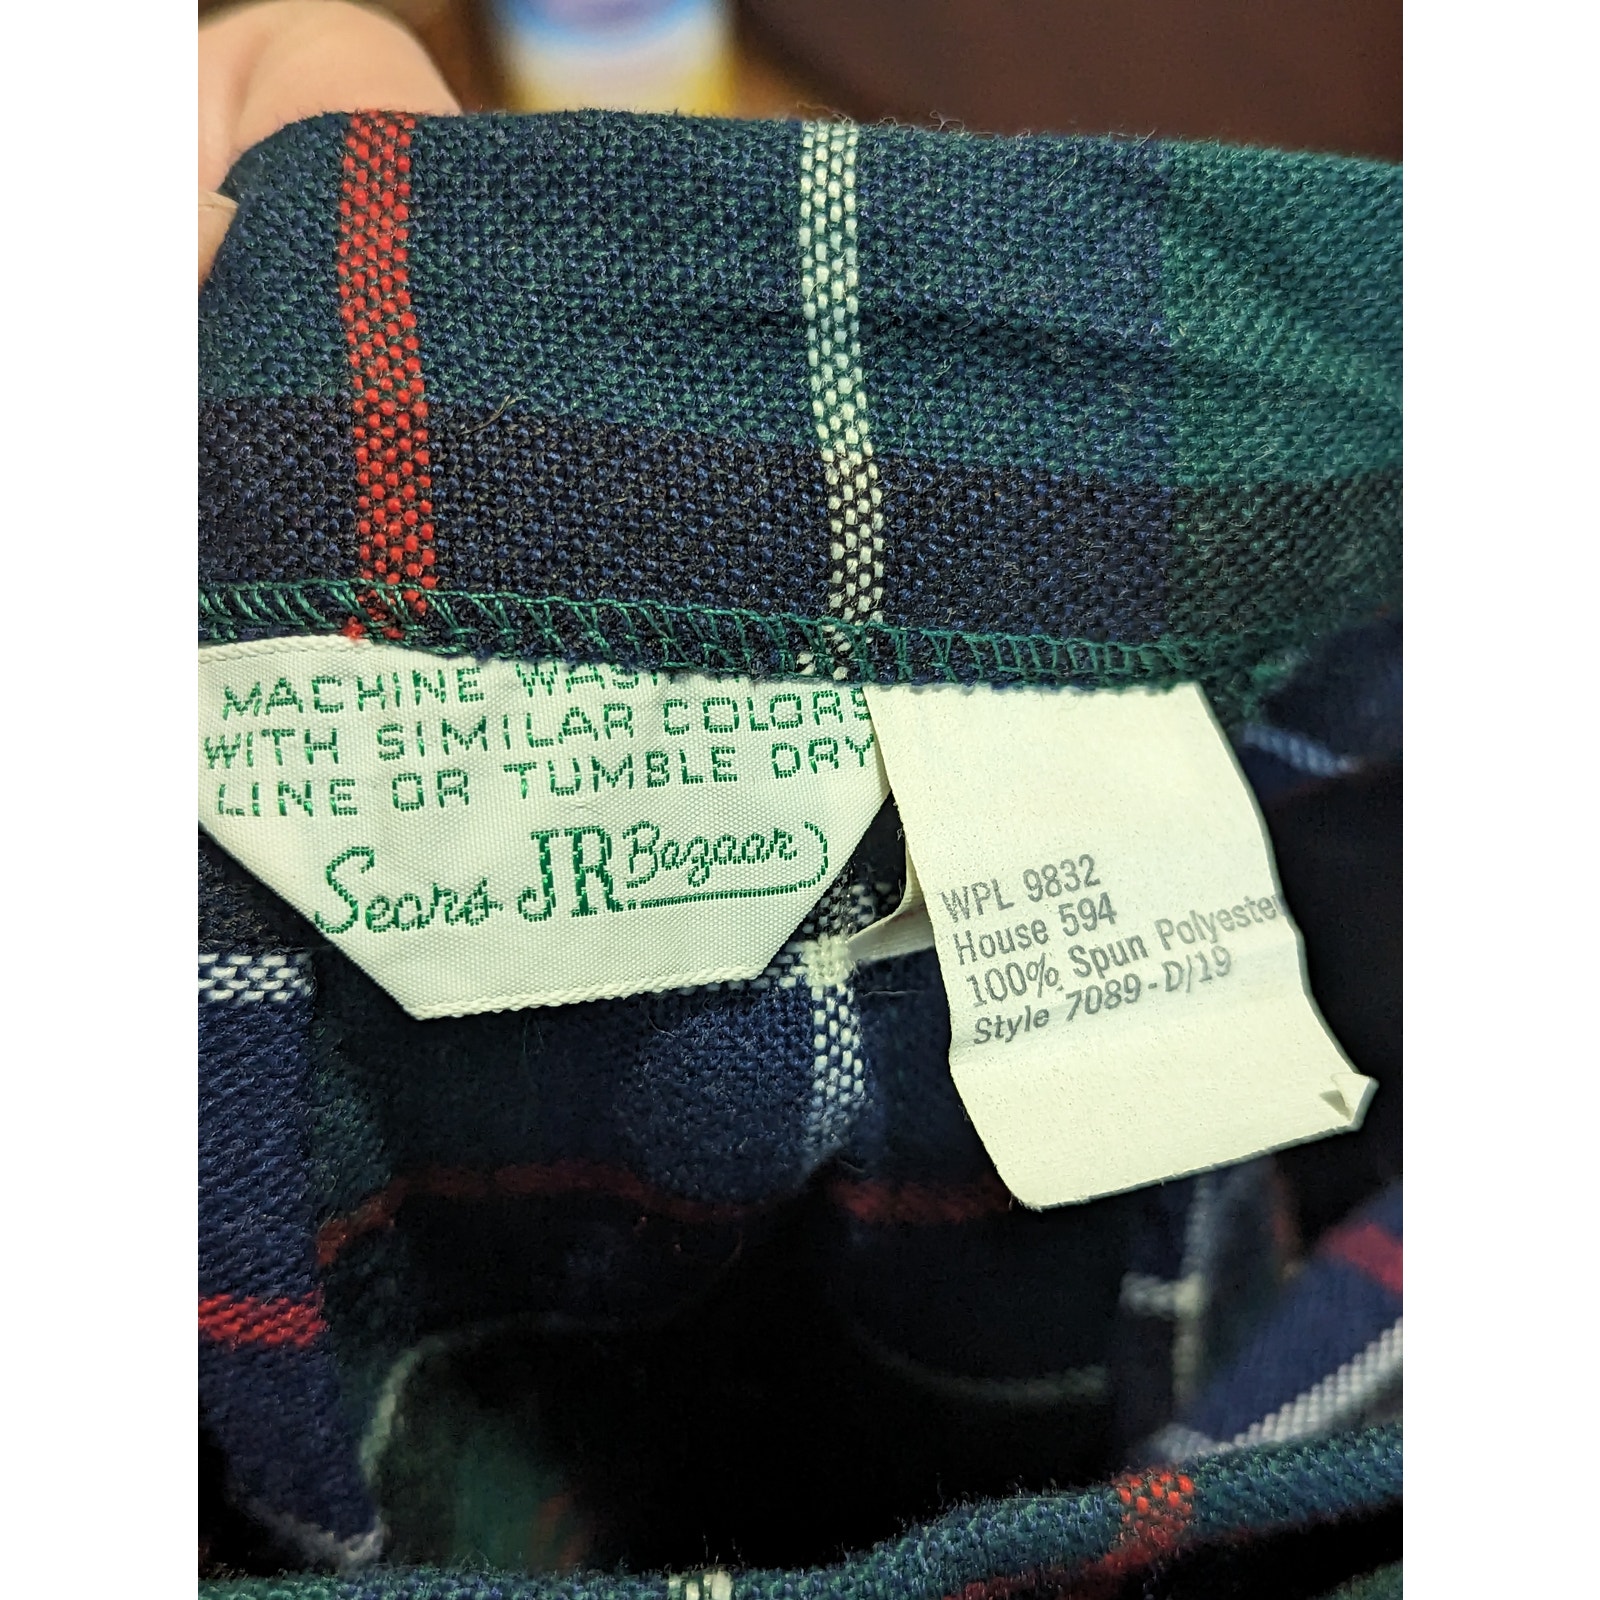 MACHINE WASH
WITH SIMILAR COLORS
LINE OR TUMBLE DRY
Sears JR Bazaar
WPL 9832
House 594
100% Spun Polyester
Style 7089-D/19